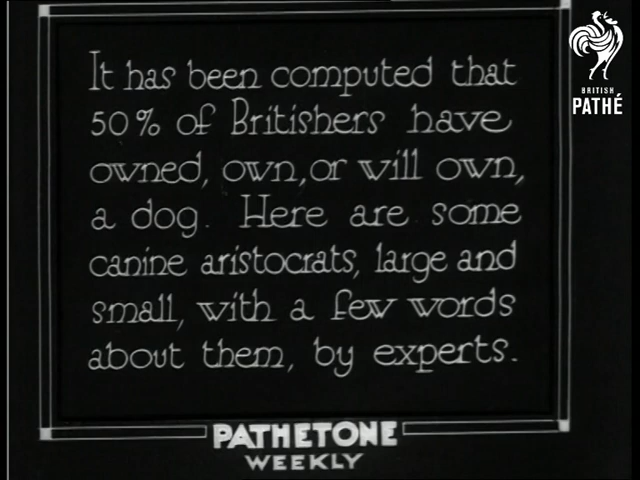 It has been computed that
50% of Britishers have
owned, own, or will own,
a dog. Here are some
canine aristocrats, large and
small, with a few words
about them, by experts.
PATHETONE
WEEKLY
BRITISH
PATHÉ